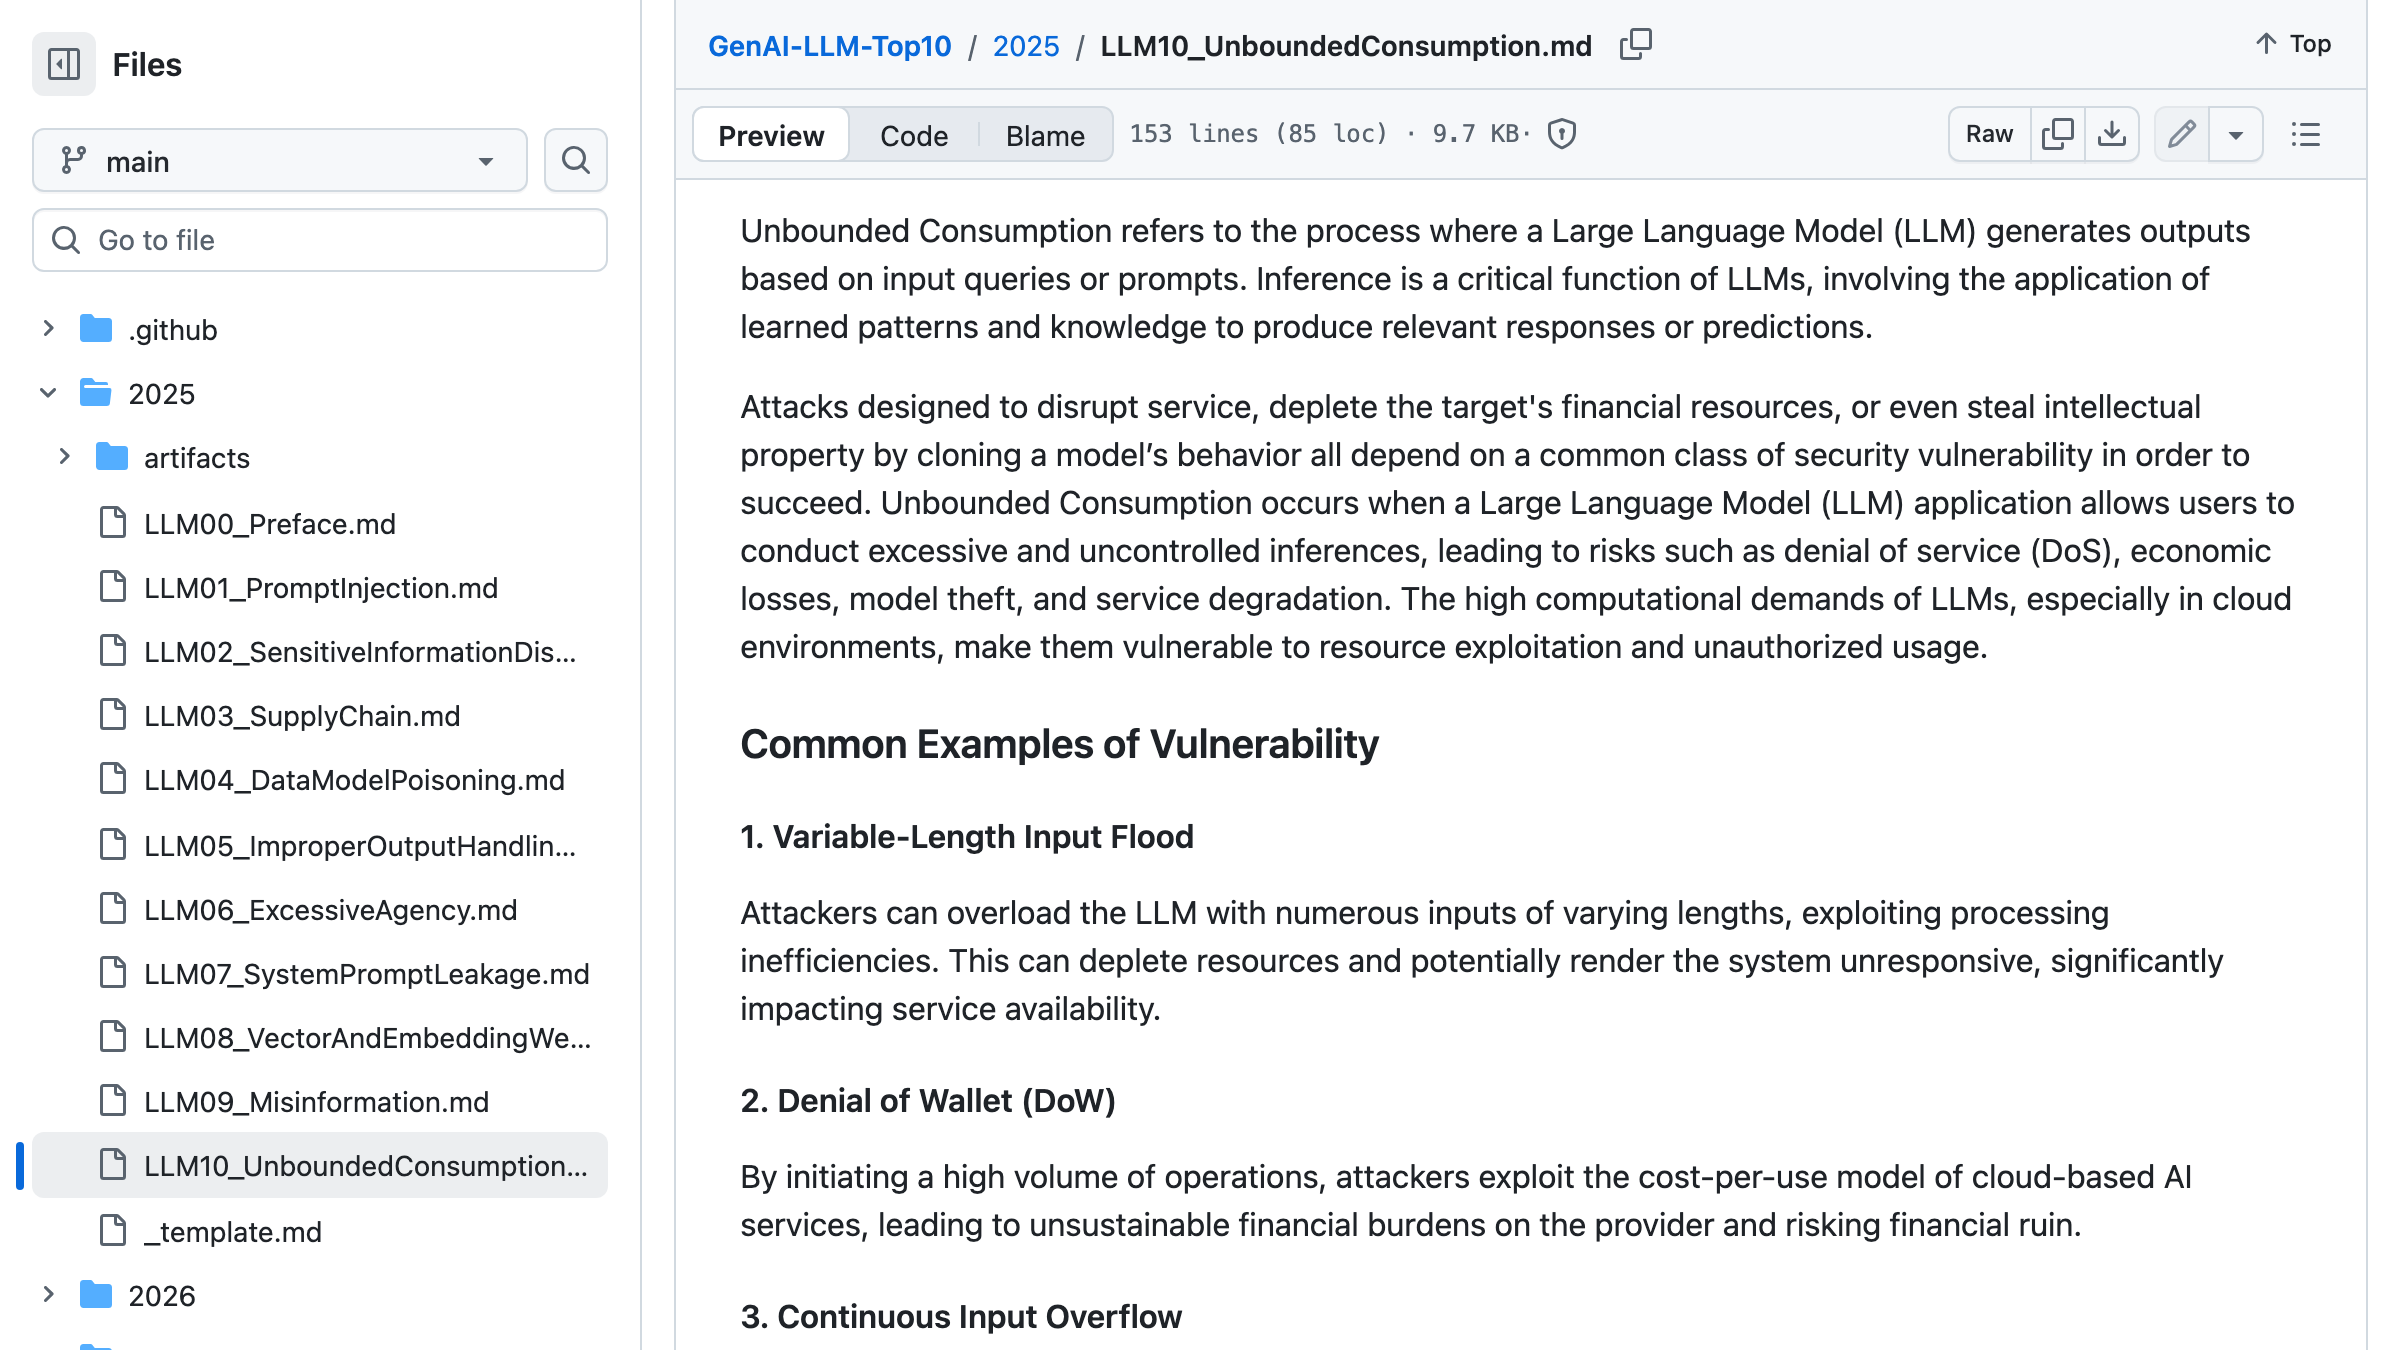 Files
main
Go to file
.github
2025
artifacts
LLM00_Preface.md
LLM01_PromptInjection.md
LLM02_SensitiveInformationDis...
LLM03_SupplyChain.md
LLM04_DataModelPoisoning.md
LLM05_ImproperOutputHandlin...
LLM06_ExcessiveAgency.md
LLM07_SystemPromptLeakage.md
LLM08_VectorAndEmbeddingWe...
LLM09_Misinformation.md
LLM10_UnboundedConsumption...
_template.md
2026
GenAI-LLM-Top10 / 2025 / LLM10_UnboundedConsumption.md
Top
Preview Code Blame 153 lines (85 loc) · 9.7 KB· Raw
Unbounded Consumption refers to the process where a Large Language Model (LLM) generates outputs
based on input queries or prompts. Inference is a critical function of LLMs, involving the application of
learned patterns and knowledge to produce relevant responses or predictions.
Attacks designed to disrupt service, deplete the target's financial resources, or even steal intellectual
property by cloning a model’s behavior all depend on a common class of security vulnerability in order to
succeed. Unbounded Consumption occurs when a Large Language Model (LLM) application allows users to
conduct excessive and uncontrolled inferences, leading to risks such as denial of service (DoS), economic
losses, model theft, and service degradation. The high computational demands of LLMs, especially in cloud
environments, make them vulnerable to resource exploitation and unauthorized usage.
Common Examples of Vulnerability
1. Variable-Length Input Flood
Attackers can overload the LLM with numerous inputs of varying lengths, exploiting processing
inefficiencies. This can deplete resources and potentially render the system unresponsive, significantly
impacting service availability.
2. Denial of Wallet (DoW)
By initiating a high volume of operations, attackers exploit the cost-per-use model of cloud-based AI
services, leading to unsustainable financial burdens on the provider and risking financial ruin.
3. Continuous Input Overflow